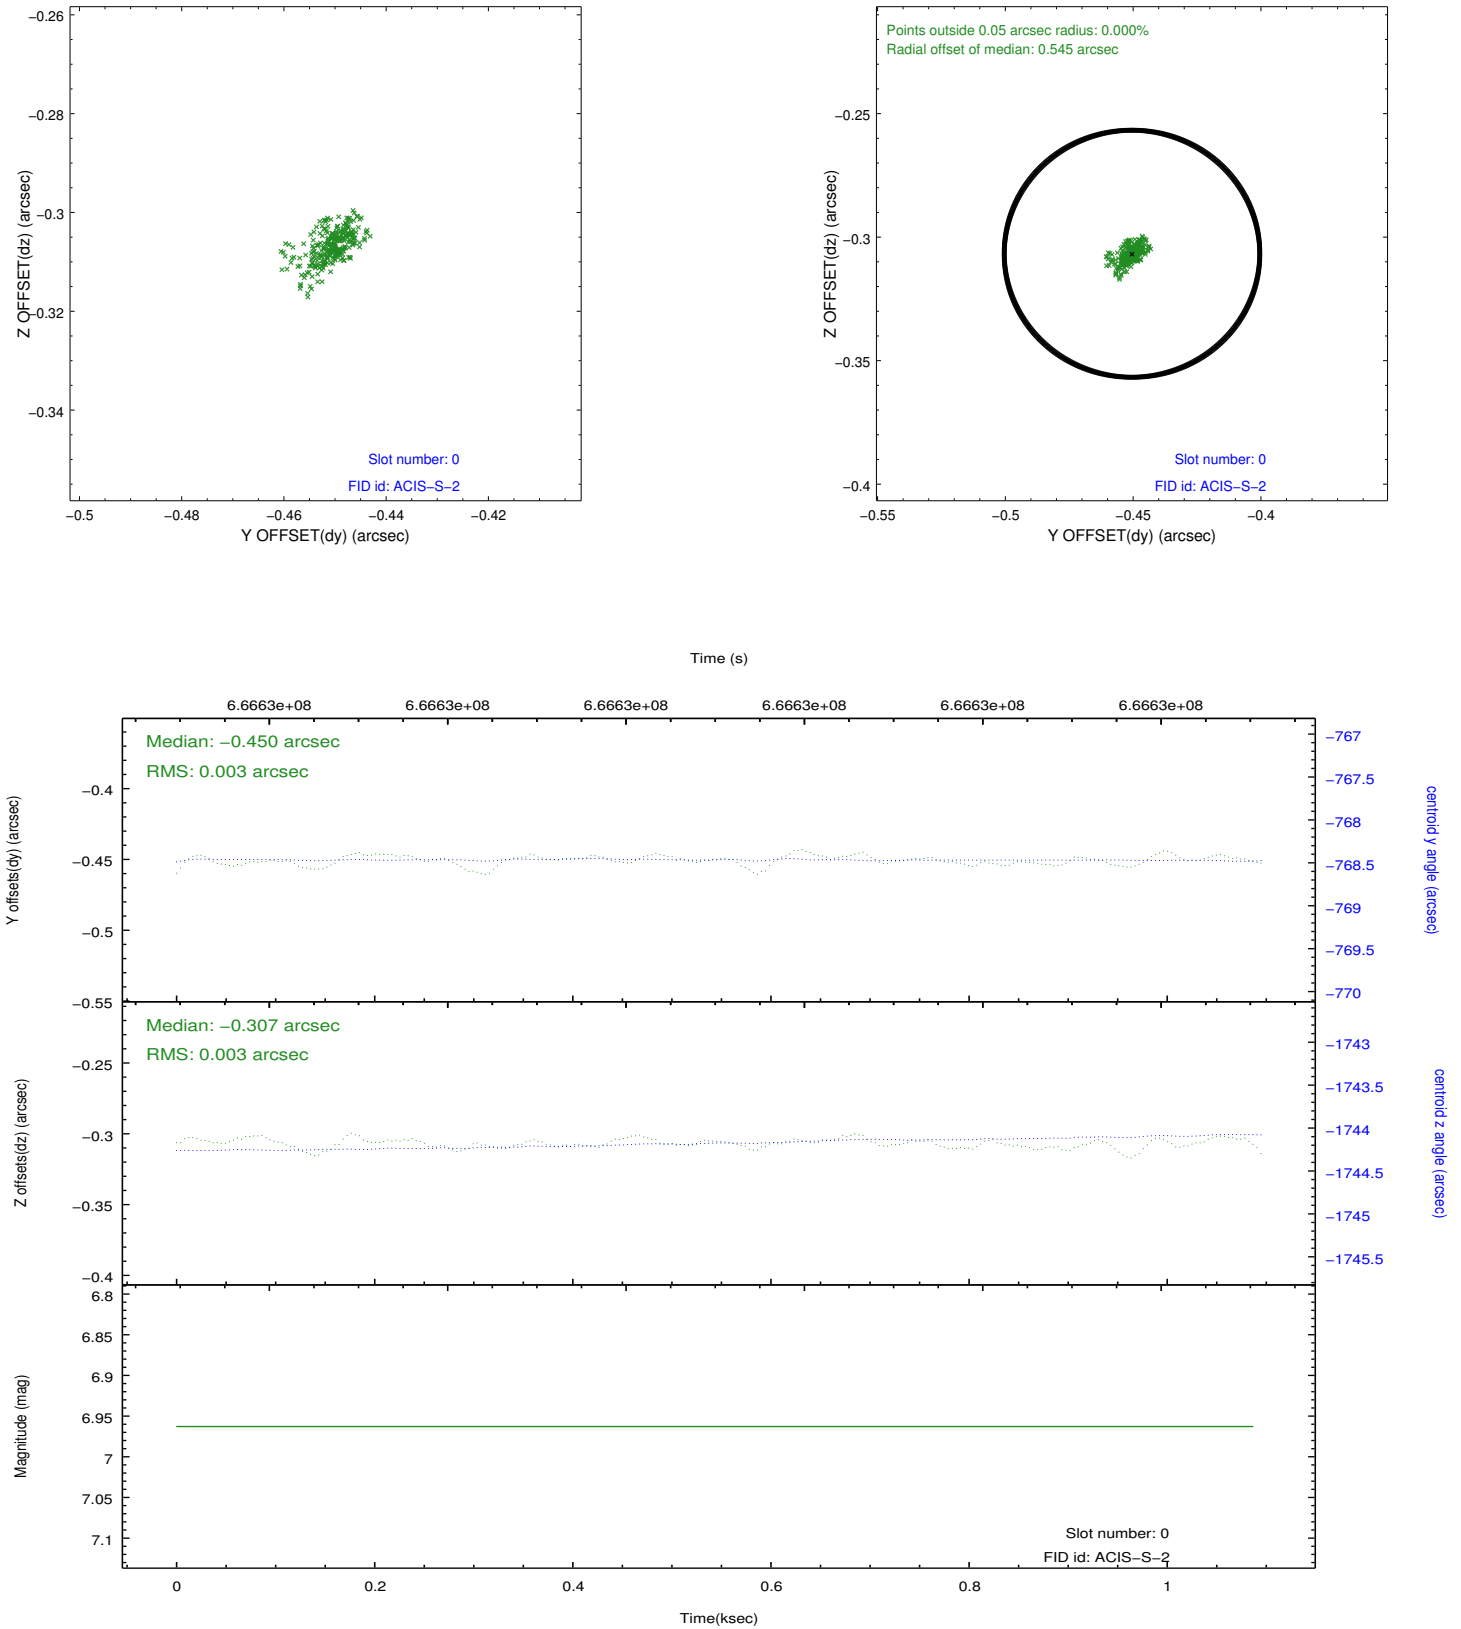 −0.26
−0.28
−0.3
−0.32
−0.34
Z OFFSET(dz) (arcsec)
Slot number: 0
FID id: ACIS−S−2
−0.5
−0.48
−0.46
−0.44
−0.42
Y OFFSET(dy) (arcsec)
Points outside 0.05 arcsec radius: 0.000%
Radial offset of median: 0.545 arcsec
−0.25
−0.3
−0.35
−0.4
Z OFFSET(dz) (arcsec)
Slot number: 0
FID id: ACIS−S−2
−0.55
−0.5
−0.45
−0.4
Y OFFSET(dy) (arcsec)
Time (s)
6.6663e+08
6.6663e+08
6.6663e+08
6.6663e+08
6.6663e+08
6.6663e+08
Median: −0.450 arcsec
RMS: 0.003 arcsec
−0.4
−0.45
−0.5
−0.55
Y offsets(dy) (arcsec)
−767
−767.5
−768
−768.5
−769
−769.5
−770
centroid y angle (arcsec)
Median: −0.307 arcsec
RMS: 0.003 arcsec
−0.25
−0.3
−0.35
−0.4
Z offsets(dz) (arcsec)
−1743
−1743.5
−1744
−1744.5
−1745
−1745.5
centroid z angle (arcsec)
6.8
6.85
6.9
6.95
7
7.05
7.1
Magnitude (mag)
Slot number: 0
FID id: ACIS−S−2
0
0.2
0.4
0.6
0.8
1
Time(ksec)